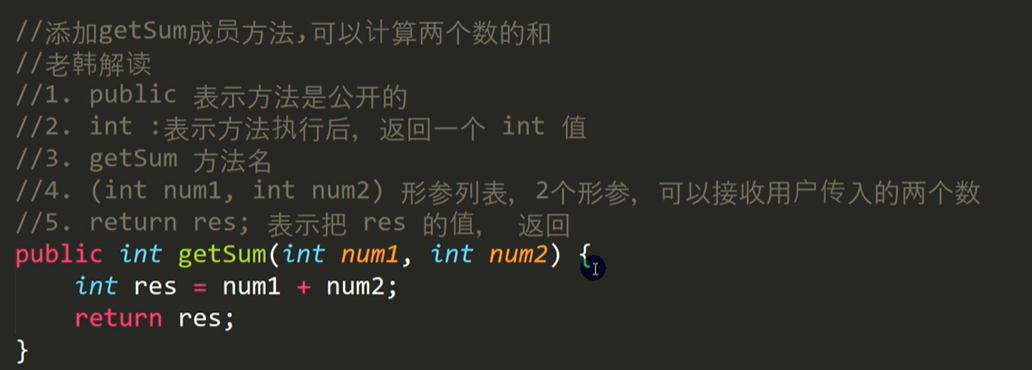 //添加getSum成员方法,可以计算两个数的和
//老韩解读
//1. public 表示方法是公开的
//2. int :表示方法执行后，返回一个 int 值
//3. getSum 方法名
//4. (int num1, int num2) 形参列表，2个形参，可以接收用户传入的两个数
//5. return res; 表示把 res 的值， 返回
public int getSum(int num1, int num2) {
    int res = num1 + num2;
    return res;
}